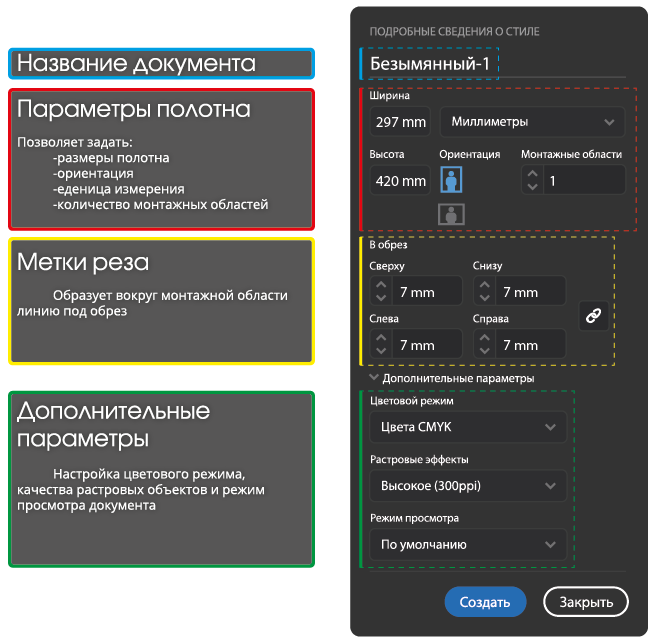 Название документа
Параметры полотна
Позволяет задать:
-размеры полотна
-ориентация
-еденица измерения
-количество монтажных областей
Метки реза
Образует вокруг монтажной области
линию под обрез
Дополнительные
параметры
Настройка цветового режима,
качества растровых объектов и режим
просмотра документа
ПОДРОБНЫЕ СВЕДЕНИЯ О СТИЛЕ
Безымянный-1
Ширина
297 mm Миллиметры
Высота Ориентация Монтажные области
420 mm 1
В обрез
Сверху Снизу
7 mm 7 mm
Слева Справа
7 mm 7 mm
Дополнительные параметры
Цветовой режим
Цвета CMYK
Растровые эффекты
Высокое (300ppi)
Режим просмотра
По умолчанию
Создать Закрыть